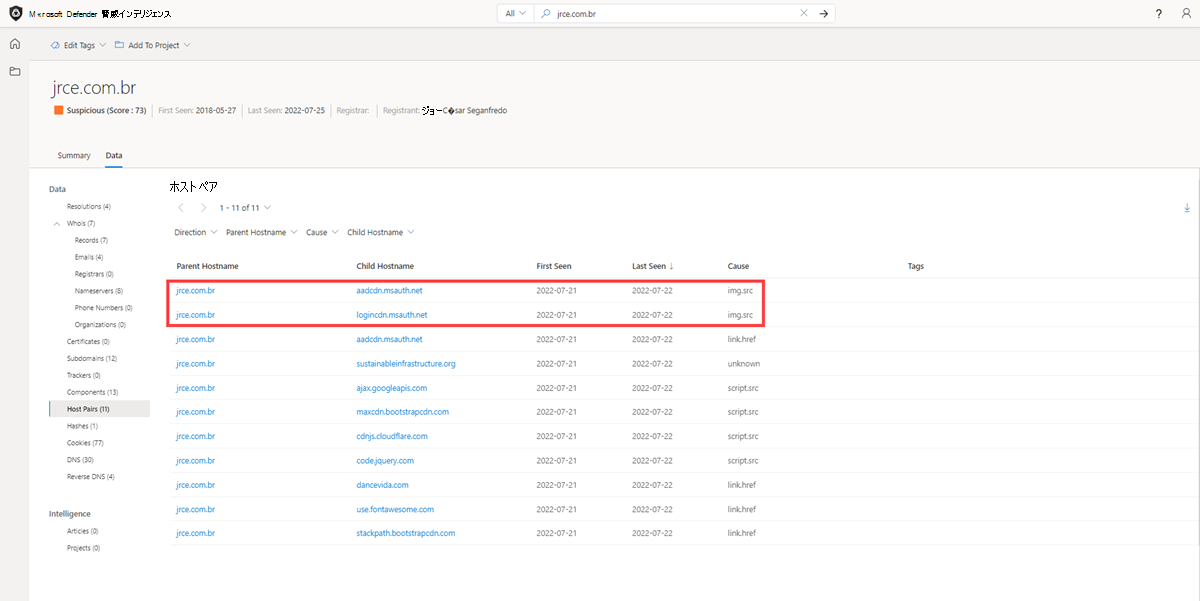 Microsoft Defender 脅威インテリジェンス All jrce.com.br ?
Edit Tags Add To Project
jrce.com.br
Suspicious (Score : 73) First Seen: 2018-05-27 Last Seen: 2022-07-25 Registrar: Registrant: ジョーC�sar Seganfredo
Summary Data
Data
Resolutions (4)
Whois (7)
Records (7)
Emails (4)
Registrars (0)
Nameservers (8)
Phone Numbers (0)
Organizations (0)
Certificates (0)
Subdomains (12)
Trackers (0)
Components (13)
Host Pairs (11)
Hashes (1)
Cookies (77)
DNS (30)
Reverse DNS (4)
Intelligence
Articles (0)
Projects (0)
ホスト ペア
1 - 11 of 11
Direction Parent Hostname Cause Child Hostname
Parent Hostname Child Hostname First Seen Last Seen ↓ Cause Tags
jrce.com.br aadcdn.msauth.net 2022-07-21 2022-07-22 img.src
jrce.com.br logincdn.msauth.net 2022-07-21 2022-07-22 img.src
jrce.com.br aadcdn.msauth.net 2022-07-21 2022-07-22 link.href
jrce.com.br sustainableinfrastructure.org 2022-07-21 2022-07-22 unknown
jrce.com.br ajax.googleapis.com 2022-07-21 2022-07-22 script.src
jrce.com.br maxcdn.bootstrapcdn.com 2022-07-21 2022-07-22 script.src
jrce.com.br cdnjs.cloudflare.com 2022-07-21 2022-07-22 script.src
jrce.com.br code.jquery.com 2022-07-21 2022-07-22 script.src
jrce.com.br dancevida.com 2022-07-21 2022-07-22 link.href
jrce.com.br use.fontawesome.com 2022-07-21 2022-07-22 link.href
jrce.com.br stackpath.bootstrapcdn.com 2022-07-21 2022-07-22 link.href